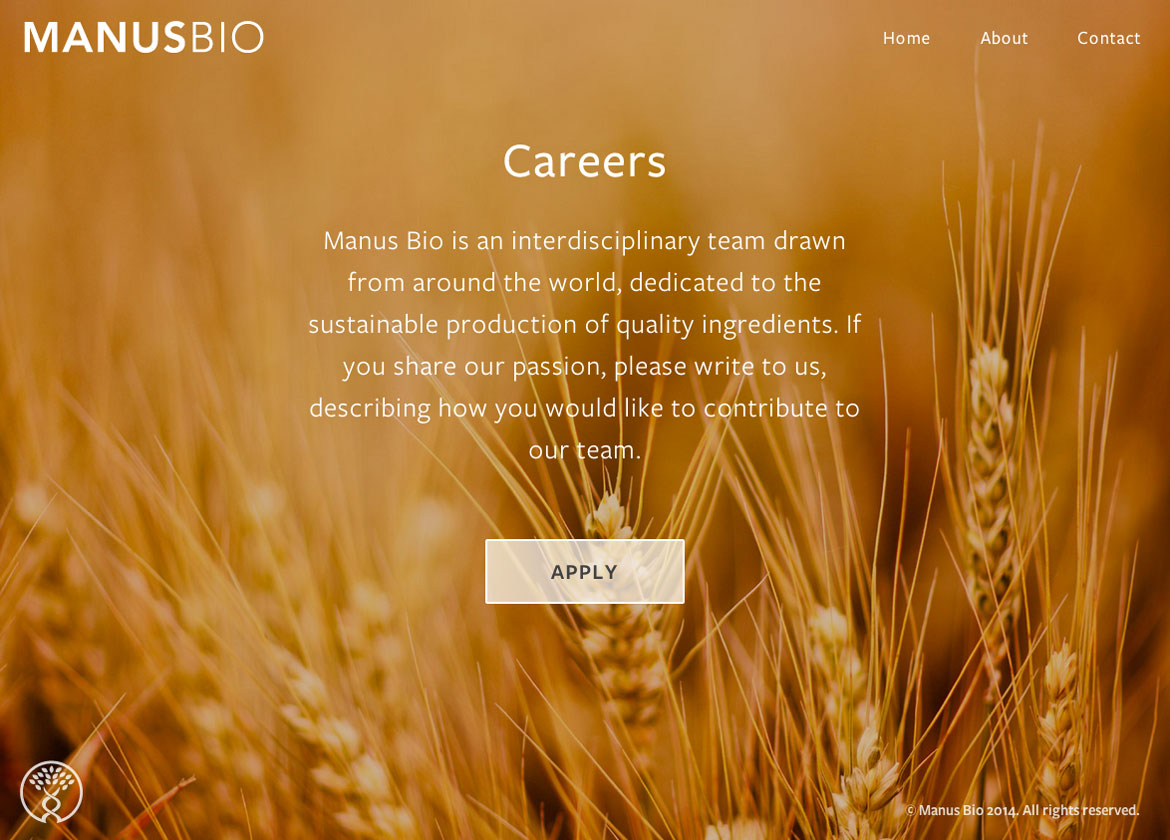 MANUSBIO
Home About Contact
Careers
Manus Bio is an interdisciplinary team drawn
from around the world, dedicated to the
sustainable production of quality ingredients. If
you share our passion, please write to us,
describing how you would like to contribute to
our team.
APPLY
© Manus Bio 2014. All rights reserved.